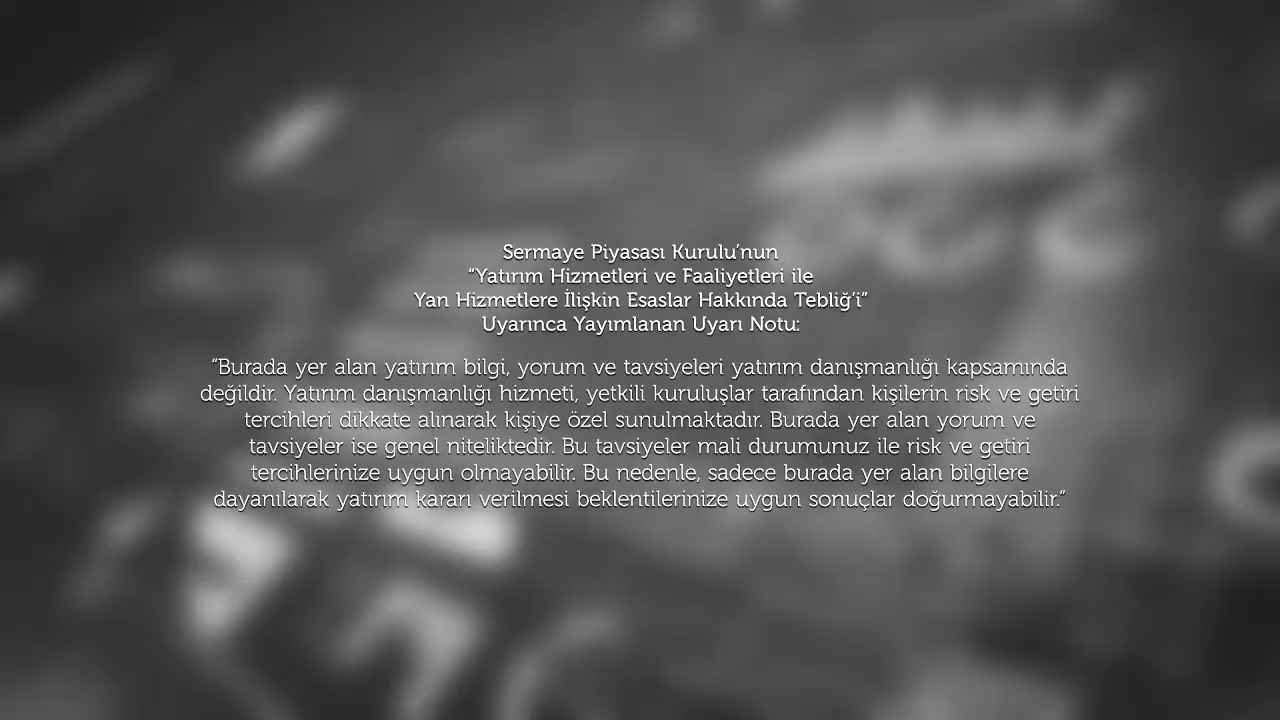 Sermaye Piyasası Kurulu’nun
“Yatırım Hizmetleri ve Faaliyetleri ile
Yan Hizmetlere İlişkin Esaslar Hakkında Tebliğ’i”
Uyarınca Yayımlanan Uyarı Notu:
“Burada yer alan yatırım bilgi, yorum ve tavsiyeleri yatırım danışmanlığı kapsamında
değildir. Yatırım danışmanlığı hizmeti, yetkili kuruluşlar tarafından kişilerin risk ve getiri
tercihleri dikkate alınarak kişiye özel sunulmaktadır. Burada yer alan yorum ve
tavsiyeler ise genel niteliktedir. Bu tavsiyeler mali durumunuz ile risk ve getiri
tercihlerinize uygun olmayabilir. Bu nedenle, sadece burada yer alan bilgilere
dayanılarak yatırım kararı verilmesi beklentilerinize uygun sonuçlar doğurmayabilir.”